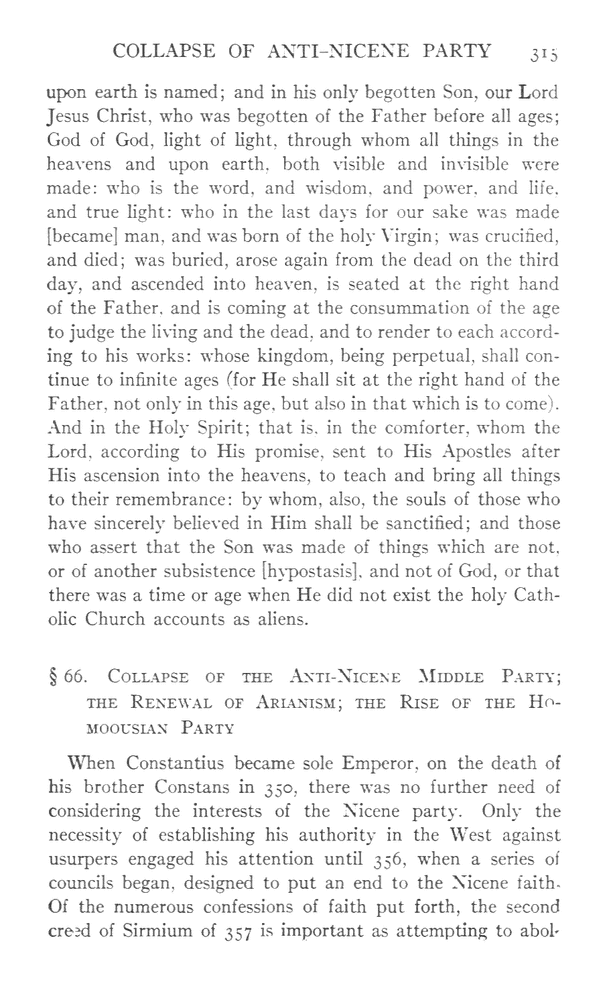 COLLAPSE OF ANTI-NICENE PARTY 315
upon earth is named; and in his only begotten Son, our Lord
Jesus Christ, who was begotten of the Father before all ages;
God of God, light of light, through whom all things in the
heavens and upon earth, both visible and invisible were
made: who is the word, and wisdom, and power, and life,
and true light: who in the last days for our sake was made
[became] man, and was born of the holy Virgin; was crucified,
and died; was buried, arose again from the dead on the third
day, and ascended into heaven, is seated at the right hand
of the Father, and is coming at the consummation of the age
to judge the living and the dead, and to render to each accord-
ing to his works: whose kingdom, being perpetual, shall con-
tinue to infinite ages (for He shall sit at the right hand of the
Father, not only in this age, but also in that which is to come).
And in the Holy Spirit; that is, in the comforter, whom the
Lord, according to His promise, sent to His Apostles after
His ascension into the heavens, to teach and bring all things
to their remembrance: by whom, also, the souls of those who
have sincerely believed in Him shall be sanctified; and those
who assert that the Son was made of things which are not,
or of another subsistence [hypostasis], and not of God, or that
there was a time or age when He did not exist the holy Cath-
olic Church accounts as aliens.
§ 66. Collapse of the Anti-Nicene Middle Party;
the Renewal of Arianism; the Rise of the Ho-
moousian Party
When Constantius became sole Emperor, on the death of
his brother Constans in 350, there was no further need of
considering the interests of the Nicene party. Only the
necessity of establishing his authority in the West against
usurpers engaged his attention until 356, when a series of
councils began, designed to put an end to the Nicene faith.
Of the numerous confessions of faith put forth, the second
creed of Sirmium of 357 is important as attempting to abol-